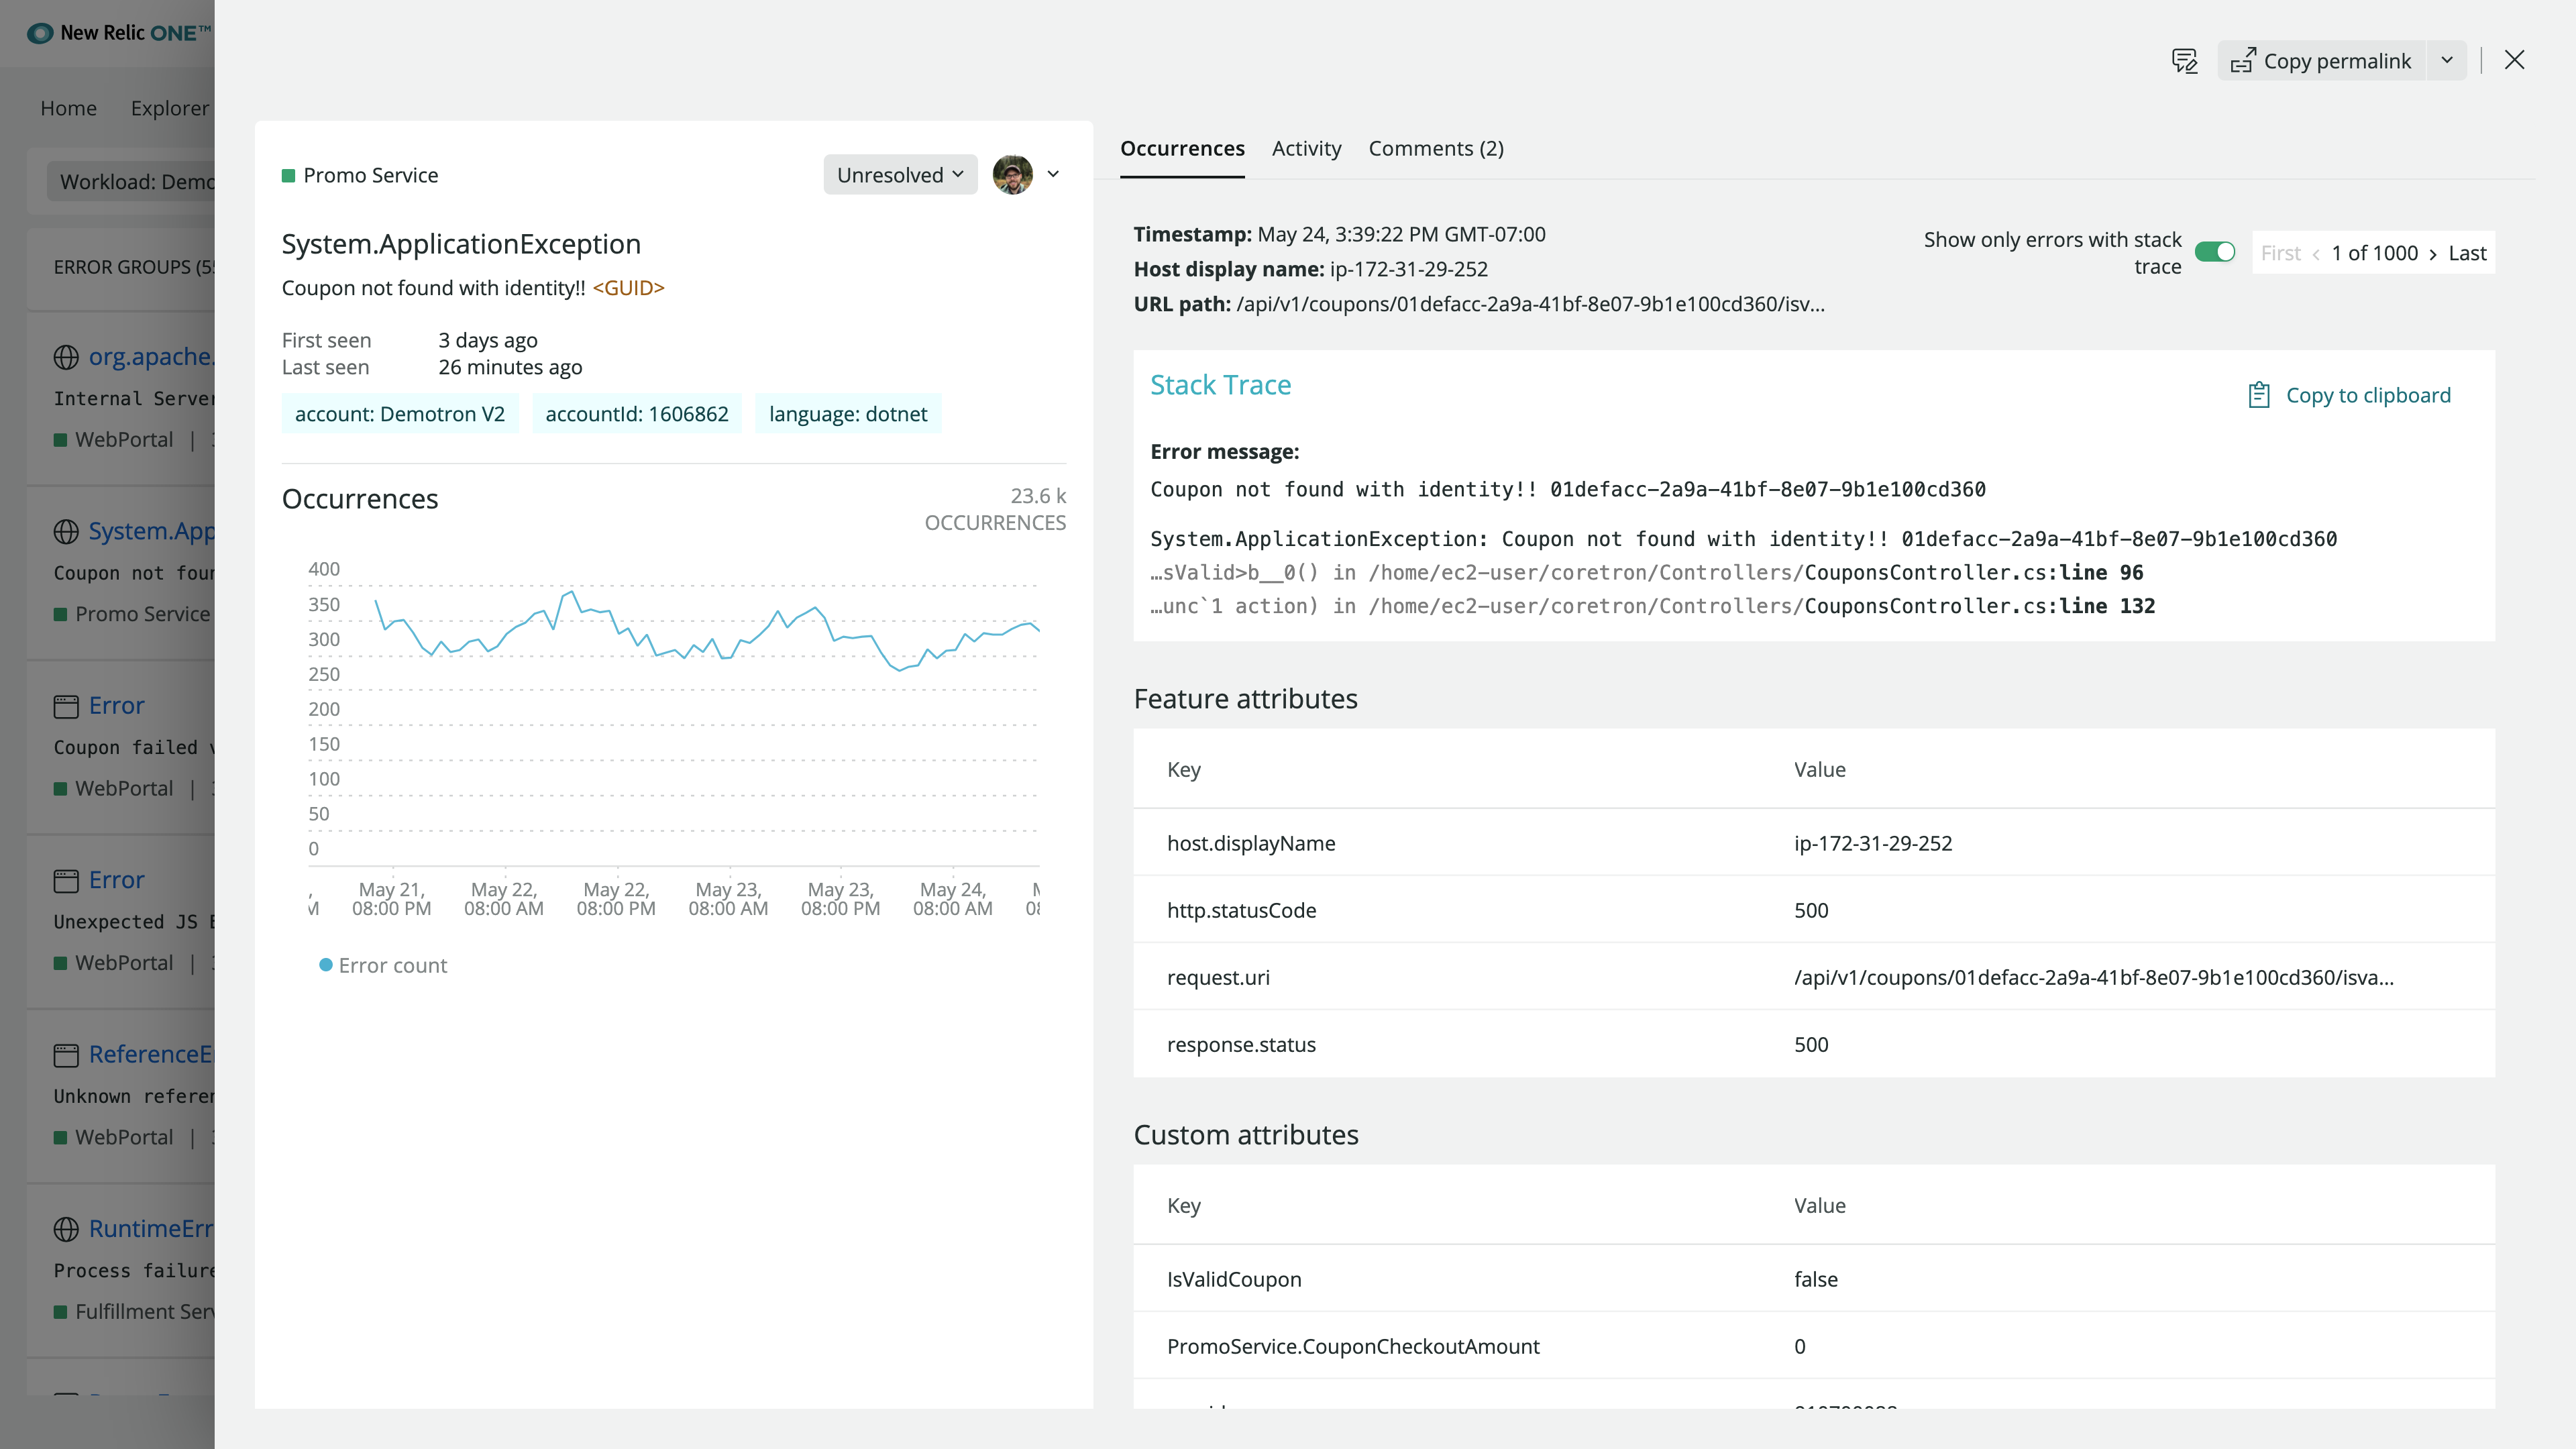 New Relic ONE™
Home Explorer
Workload: Demo
ERROR GROUPS (5
org.apache.
Internal Server
WebPortal |
System.App
Coupon not four
Promo Service
Error
Coupon failed
WebPortal |
Error
Unexpected JS
WebPortal |
ReferenceE
Unknown referer
WebPortal |
RuntimeErr
Process failure
Fulfillment Serv
Copy permalink
Promo Service
Unresolved
System.ApplicationException
Coupon not found with identity!! <GUID>
First seen 3 days ago
Last seen 26 minutes ago
account: Demotron V2 accountId: 1606862 language: dotnet
Occurrences
23.6 k
OCCURRENCES
400
350
300
250
200
150
100
50
0
May 21, 08:00 PM
May 22, 08:00 AM
May 22, 08:00 PM
May 23, 08:00 AM
May 23, 08:00 PM
May 24, 08:00 AM
Error count
Occurrences Activity Comments (2)
Timestamp: May 24, 3:39:22 PM GMT-07:00
Host display name: ip-172-31-29-252
URL path: /api/v1/coupons/01defacc-2a9a-41bf-8e07-9b1e100cd360/isv...
Show only errors with stack
trace
First < 1 of 1000 > Last
Stack Trace
Copy to clipboard
Error message:
Coupon not found with identity!! 01defacc-2a9a-41bf-8e07-9b1e100cd360
System.ApplicationException: Coupon not found with identity!! 01defacc-2a9a-41bf-8e07-9b1e100cd360
…sValid>b__0() in /home/ec2-user/coretron/Controllers/CouponsController.cs:line 96
…unc`1 action) in /home/ec2-user/coretron/Controllers/CouponsController.cs:line 132
Feature attributes
Key Value
host.displayName ip-172-31-29-252
http.statusCode 500
request.uri /api/v1/coupons/01defacc-2a9a-41bf-8e07-9b1e100cd360/isva...
response.status 500
Custom attributes
Key Value
IsValidCoupon false
PromoService.CouponCheckoutAmount 0